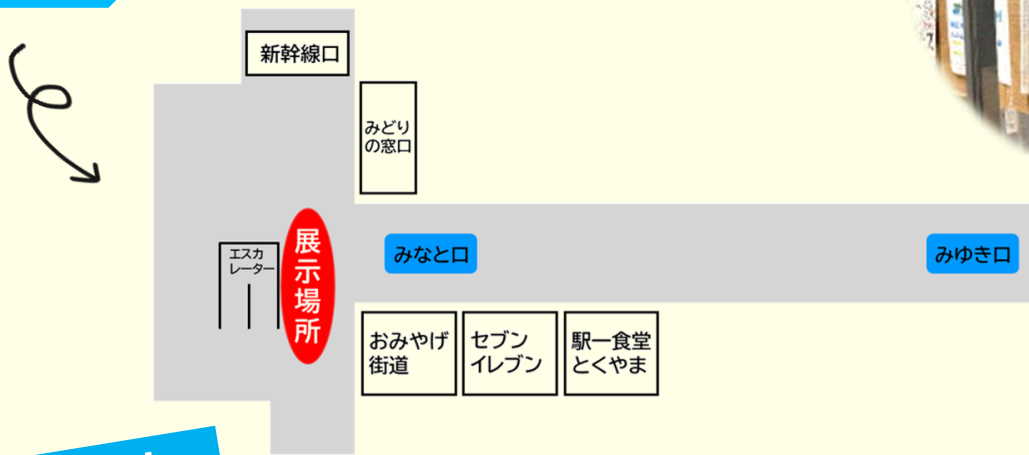 新幹線口
みどり
の窓口
エスカ
レーター
展示場所
みなと口
みゆき口
おみやげ
街道
セブン
イレブン
駅一食堂
とくやま